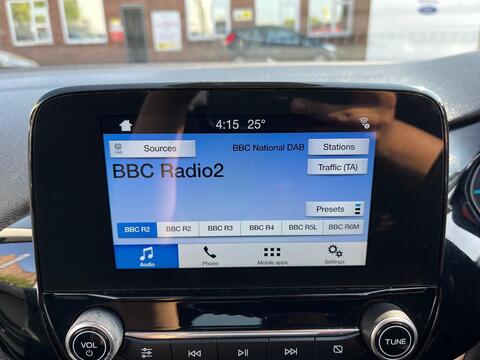 4:15 25°
DAB Sources BBC National DAB Stations
BBC Radio2 Traffic (TA)
Presets
BBC R2 BBC R2 BBC R3 BBC R4 BBC R5L BBC R6M
Audio Phone Mobile apps Settings
VOL TUNE